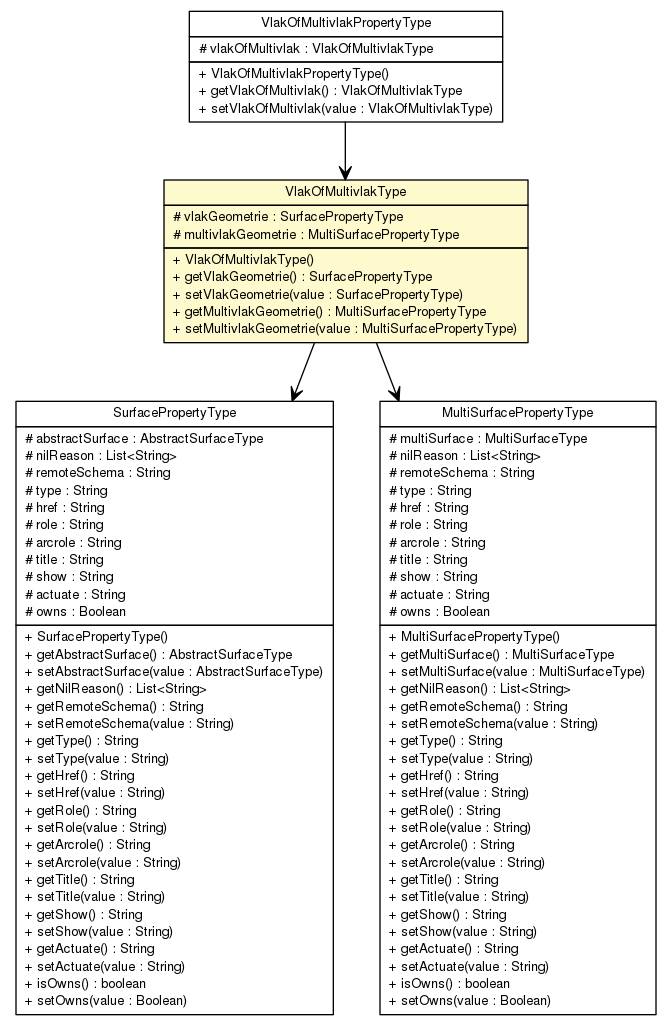 VlakOfMultivlakPropertyType
# vlakOfMultivlak : VlakOfMultivlakType
+ VlakOfMultivlakPropertyType()
+ getVlakOfMultivlak() : VlakOfMultivlakType
+ setVlakOfMultivlak(value : VlakOfMultivlakType)
VlakOfMultivlakType
# vlakGeometrie : SurfacePropertyType
# multivlakGeometrie : MultiSurfacePropertyType
+ VlakOfMultivlakType()
+ getVlakGeometrie() : SurfacePropertyType
+ setVlakGeometrie(value : SurfacePropertyType)
+ getMultivlakGeometrie() : MultiSurfacePropertyType
+ setMultivlakGeometrie(value : MultiSurfacePropertyType)
SurfacePropertyType
# abstractSurface : AbstractSurfaceType
# nilReason : List<String>
# remoteSchema : String
# type : String
# href : String
# role : String
# arcrole : String
# title : String
# show : String
# actuate : String
# owns : Boolean
+ SurfacePropertyType()
+ getAbstractSurface() : AbstractSurfaceType
+ setAbstractSurface(value : AbstractSurfaceType)
+ getNilReason() : List<String>
+ getRemoteSchema() : String
+ setRemoteSchema(value : String)
+ getType() : String
+ setType(value : String)
+ getHref() : String
+ setHref(value : String)
+ getRole() : String
+ setRole(value : String)
+ getArcrole() : String
+ setArcrole(value : String)
+ getTitle() : String
+ setTitle(value : String)
+ getShow() : String
+ setShow(value : String)
+ getActuate() : String
+ setActuate(value : String)
+ isOwns() : boolean
+ setOwns(value : Boolean)
MultiSurfacePropertyType
# multiSurface : MultiSurfaceType
# nilReason : List<String>
# remoteSchema : String
# type : String
# href : String
# role : String
# arcrole : String
# title : String
# show : String
# actuate : String
# owns : Boolean
+ MultiSurfacePropertyType()
+ getMultiSurface() : MultiSurfaceType
+ setMultiSurface(value : MultiSurfaceType)
+ getNilReason() : List<String>
+ getRemoteSchema() : String
+ setRemoteSchema(value : String)
+ getType() : String
+ setType(value : String)
+ getHref() : String
+ setHref(value : String)
+ getRole() : String
+ setRole(value : String)
+ getArcrole() : String
+ setArcrole(value : String)
+ getTitle() : String
+ setTitle(value : String)
+ getShow() : String
+ setShow(value : String)
+ getActuate() : String
+ setActuate(value : String)
+ isOwns() : boolean
+ setOwns(value : Boolean)